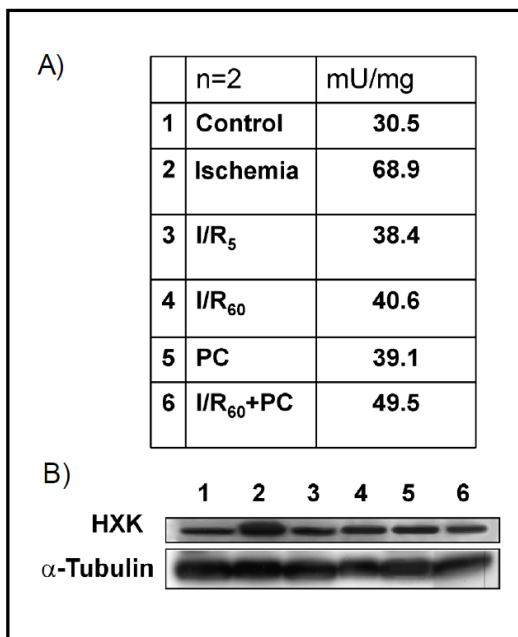 A)
n=2 mU/mg
1 Control 30.5
2 Ischemia 68.9
3 I/R5 38.4
4 I/R60 40.6
5 PC 39.1
6 I/R60+PC 49.5
B)
1 2 3 4 5 6
HXK
α-Tubulin